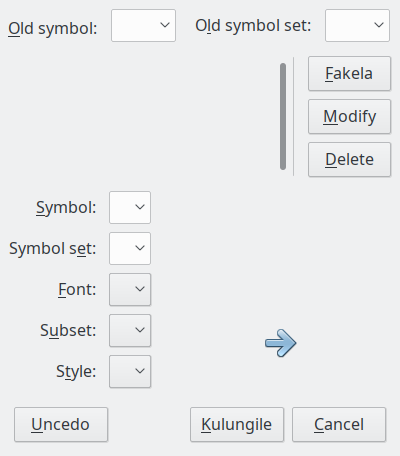 Old symbol: Old symbol set:
Fakela
Modify
Delete
Symbol:
Symbol set:
Font:
Subset:
Style:
Uncedo Kulungile Cancel